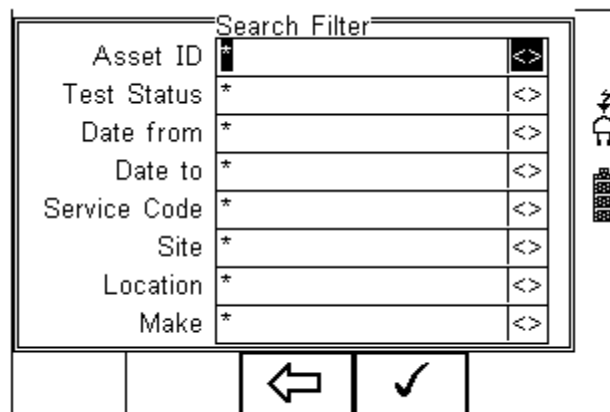 Search Filter
Asset ID * <>
Test Status * <>
Date from * <>
Date to * <>
Service Code * <>
Site * <>
Location * <>
Make * <>